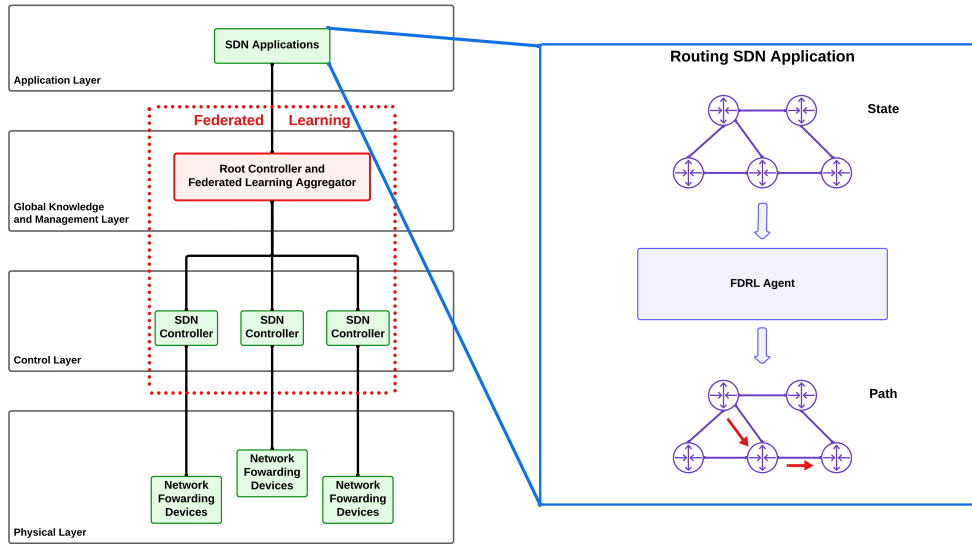 SDN Applications
Application Layer
Federated Learning
Root Controller and
Federated Learning Aggregator
Global Knowledge
and Management Layer
SDN
Controller
SDN
Controller
SDN
Controller
Control Layer
Network
Fowarding
Devices
Network
Fowarding
Devices
Network
Fowarding
Devices
Physical Layer
Routing SDN Application
State
FDRL Agent
Path